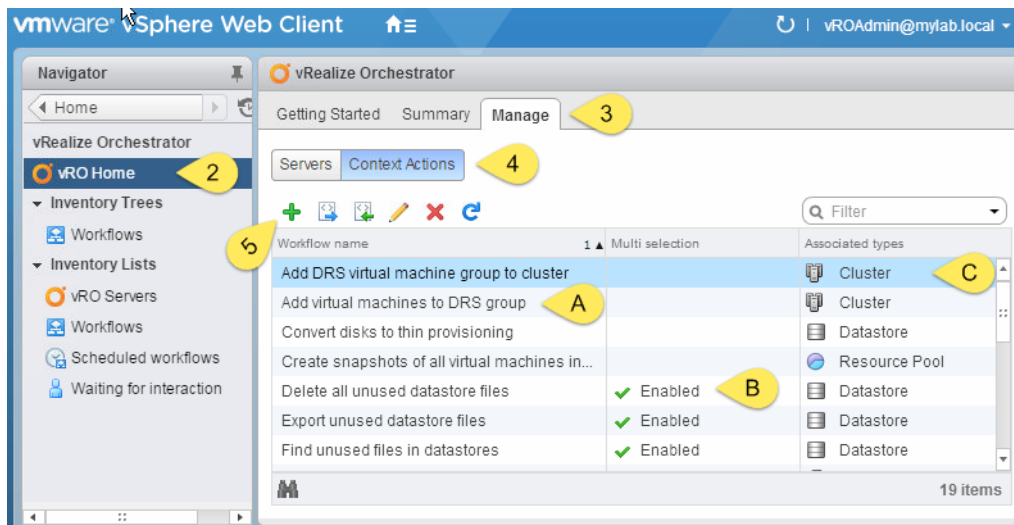 vmware® vSphere Web Client
vROAdmin@mylab.local
Navigator
Home
vRealize Orchestrator
vRO Home
2
Inventory Trees
Workflows
Inventory Lists
vRO Servers
Workflows
Scheduled workflows
Waiting for interaction
vRealize Orchestrator
Getting Started Summary Manage 3
Servers Context Actions 4
5
Filter
Workflow name 1 Multi selection Associated types
Add DRS virtual machine group to cluster Cluster C
Add virtual machines to DRS group A Cluster
Convert disks to thin provisioning Datastore
Create snapshots of all virtual machines in... Resource Pool
Delete all unused datastore files Enabled B Datastore
Export unused datastore files Enabled Datastore
Find unused files in datastores Enabled Datastore
19 items